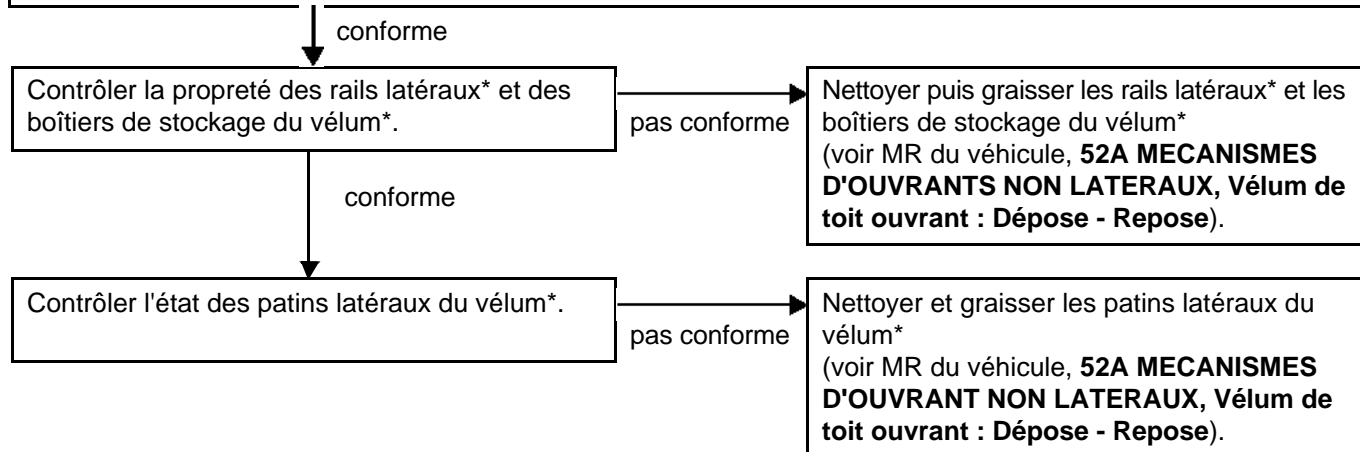 conforme
Contrôler la propreté des rails latéraux* et des
boîtiers de stockage du vélum*.
pas conforme
Nettoyer puis graisser les rails latéraux* et les
boîtiers de stockage du vélum*
(voir MR du véhicule, 52A MECANISMES
D'OUVRANTS NON LATERAUX, Vélum de
toit ouvrant : Dépose - Repose).
conforme
Contrôler l'état des patins latéraux du vélum*.
pas conforme
Nettoyer et graisser les patins latéraux du
vélum*
(voir MR du véhicule, 52A MECANISMES
D'OUVRANT NON LATERAUX, Vélum de
toit ouvrant : Dépose - Repose).